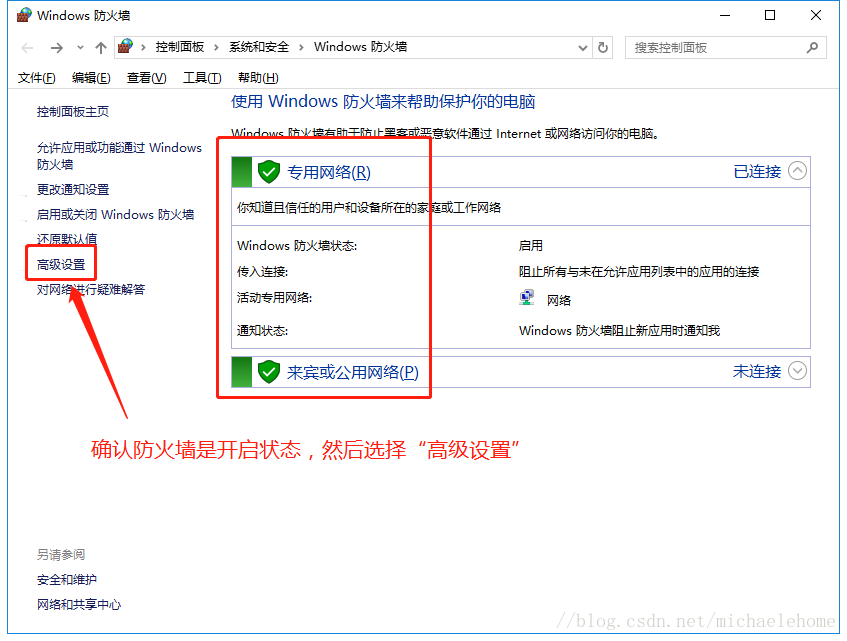 Windows 防火墙
控制面板 › 系统和安全 › Windows 防火墙
搜索控制面板
文件(F) 编辑(E) 查看(V) 工具(T) 帮助(H)
控制面板主页
允许应用或功能通过 Windows
防火墙
更改通知设置
启用或关闭 Windows 防火墙
还原默认值
高级设置
对网络进行疑难解答
使用 Windows 防火墙来帮助保护你的电脑
Windows 防火墙有助于防止黑客或恶意软件通过 Internet 或网络访问你的电脑。
专用网络(R) 已连接
你知道且信任的用户和设备所在的家庭或工作网络
Windows 防火墙状态: 启用
传入连接: 阻止所有与未在允许应用列表中的应用的连接
活动专用网络: 网络
通知状态: Windows 防火墙阻止新应用时通知我
来宾或公用网络(P) 未连接
确认防火墙是开启状态，然后选择“高级设置”
另请参阅
安全和维护
网络和共享中心
//blog.csdn.net/michaelehome